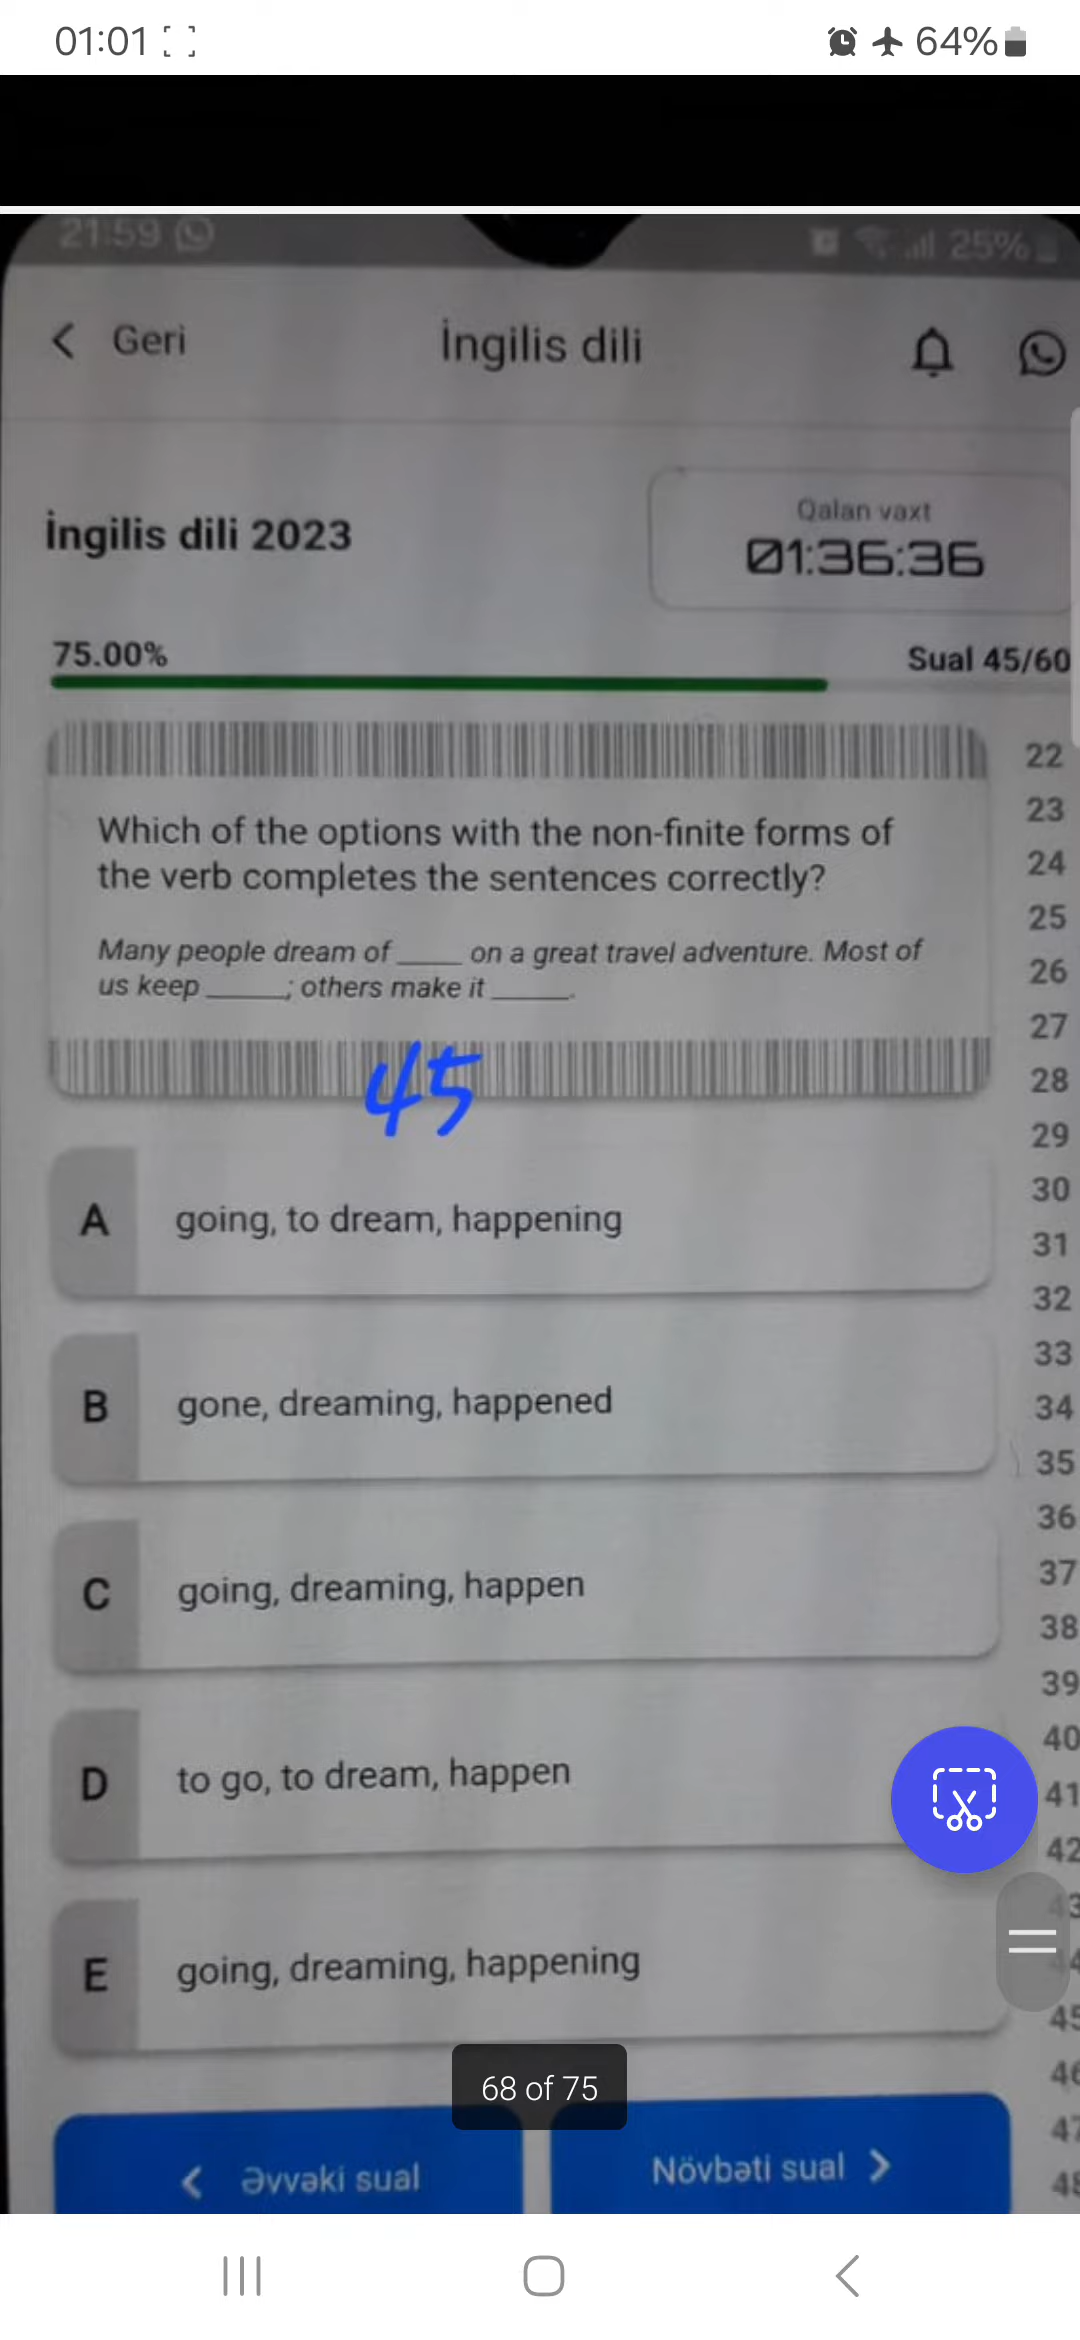 01:01
64%
21:59
25%
Geri
İngilis dili
İngilis dili 2023
Qalan vaxt
01:36:36
75.00%
Sual 45/60
Which of the options with the non-finite forms of
the verb completes the sentences correctly?
Many people dream of ____ on a great travel adventure. Most of
us keep _____; others make it _____.
45
A going, to dream, happening
B gone, dreaming, happened
C going, dreaming, happen
D to go, to dream, happen
E going, dreaming, happening
22
23
24
25
26
27
28
29
30
31
32
33
34
35
36
37
38
39
40
41
42
45
68 of 75
Əvvəki sual
Növbəti sual